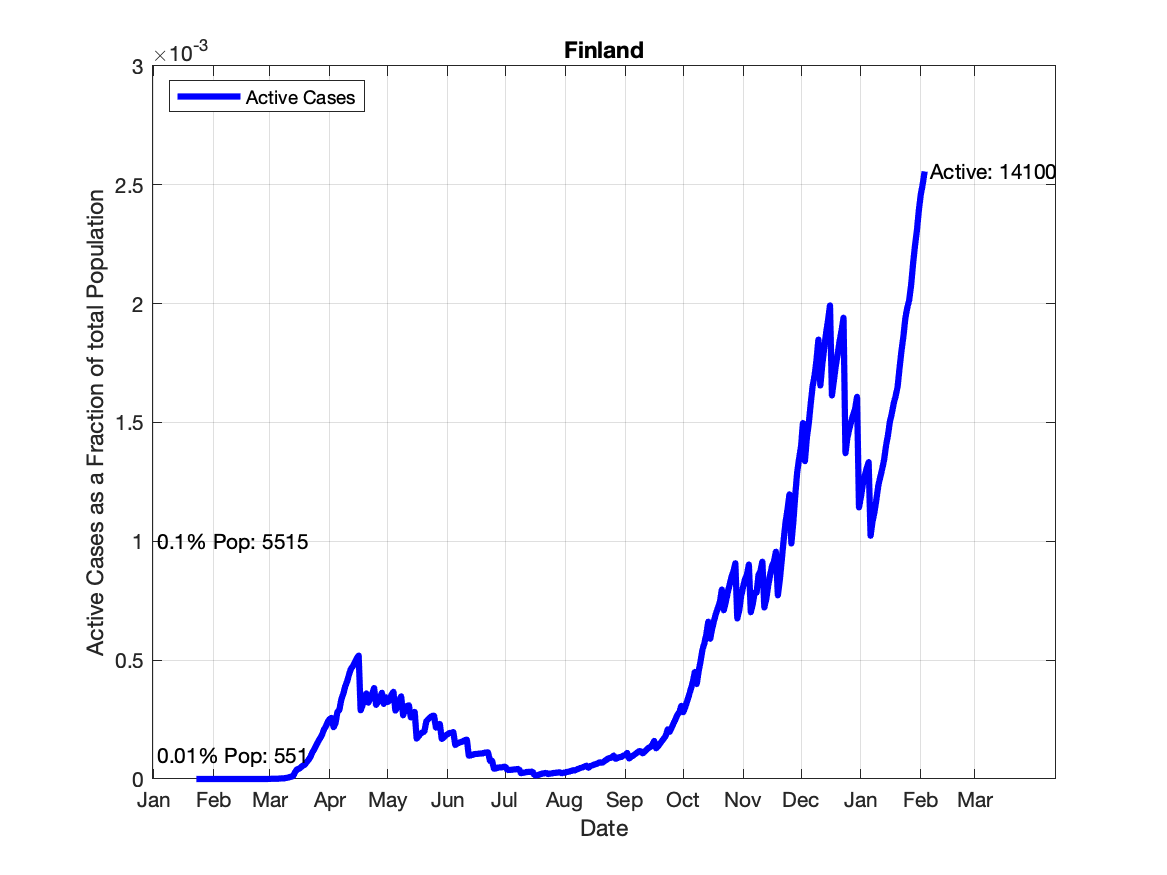 Finland
×10-3
3
Active Cases
2.5
Active: 14100
2
1.5
1
0.1% Pop: 5515
0.5
0.01% Pop: 551
0
Jan Feb Mar Apr May Jun Jul Aug Sep Oct Nov Dec Jan Feb Mar
Date
Active Cases as a Fraction of total Population